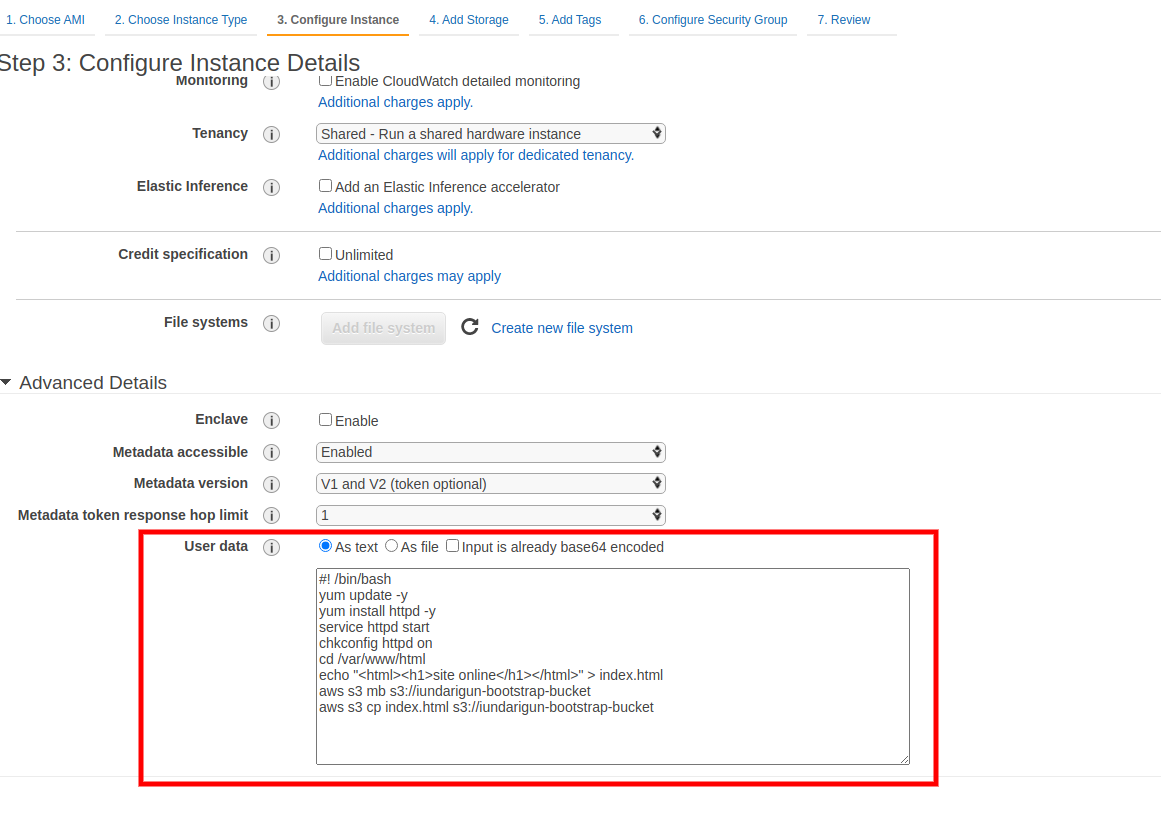 1. Choose AMI 2. Choose Instance Type 3. Configure Instance 4. Add Storage 5. Add Tags 6. Configure Security Group 7. Review
Step 3: Configure Instance Details
Monitoring i Enable CloudWatch detailed monitoring
Additional charges apply.
Tenancy i Shared - Run a shared hardware instance
Additional charges will apply for dedicated tenancy.
Elastic Inference i Add an Elastic Inference accelerator
Additional charges apply.
Credit specification i Unlimited
Additional charges may apply
File systems i Add file system Create new file system
Advanced Details
Enclave i Enable
Metadata accessible i Enabled
Metadata version i V1 and V2 (token optional)
Metadata token response hop limit i 1
User data i As text As file Input is already base64 encoded
#! /bin/bash
yum update -y
yum install httpd -y
service httpd start
chkconfig httpd on
cd /var/www/html
echo "<html><h1>site online</h1></html>" > index.html
aws s3 mb s3://iundarigun-bootstrap-bucket
aws s3 cp index.html s3://iundarigun-bootstrap-bucket